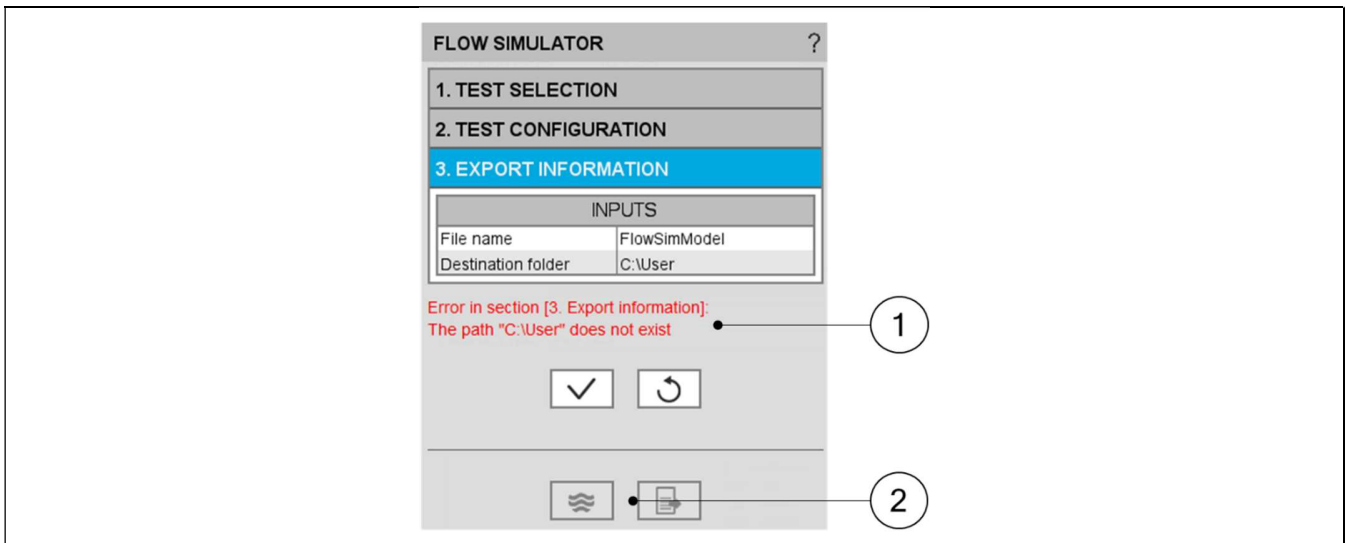 FLOW SIMULATOR ?
1. TEST SELECTION
2. TEST CONFIGURATION
3. EXPORT INFORMATION
INPUTS
File name FlowSimModel
Destination folder C:\User
Error in section [3. Export information]:
The path "C:\User" does not exist
1
2